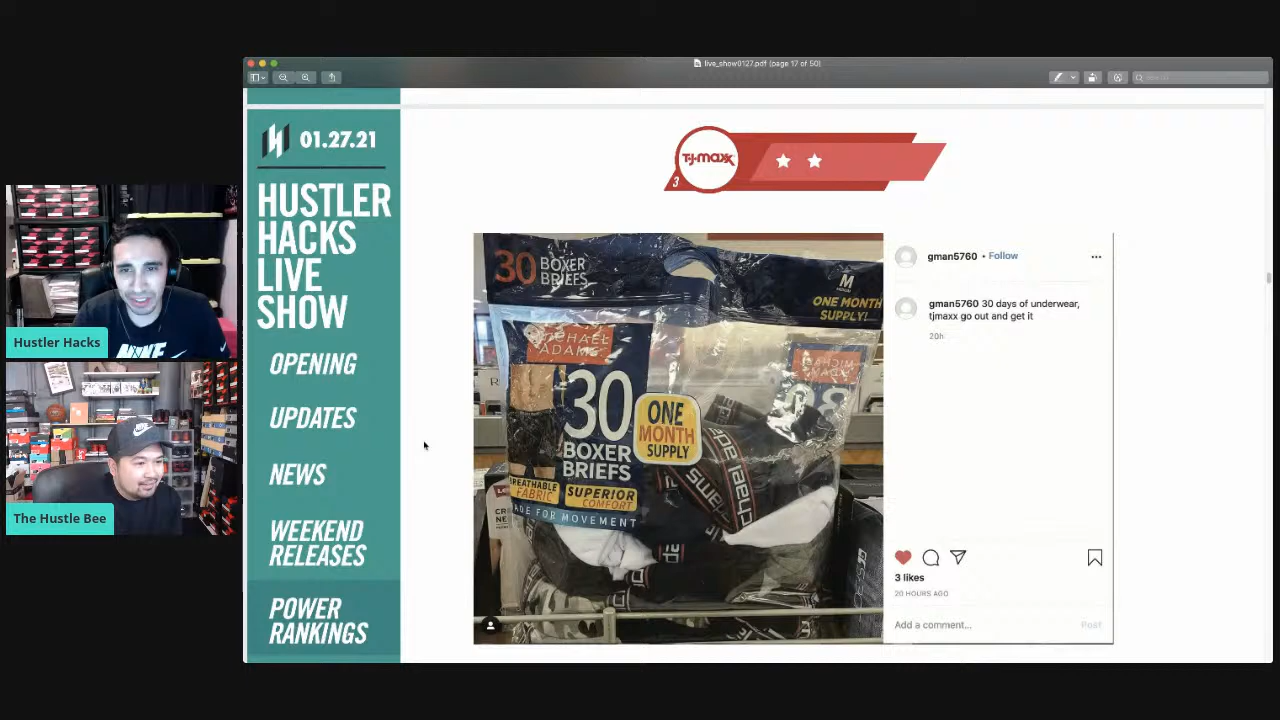 live_show0127.pdf (page 17 of 50)
01.27.21
HUSTLER
HACKS
LIVE
SHOW
OPENING
UPDATES
NEWS
WEEKEND
RELEASES
POWER
RANKINGS
Hustler Hacks
NIKE
The Hustle Bee
T·J·maxx
3
30 BOXER
BRIEFS
M
ONE MONTH
SUPPLY!
MICHAEL
ADAMS
30
BOXER
BRIEFS
ONE
MONTH
SUPPLY
BREATHABLE
FABRIC
SUPERIOR
COMFORT
MADE FOR MOVEMENT
gman5760 • Follow
gman5760 30 days of underwear,
tjmaxx go out and get it
20h
3 likes
20 HOURS AGO
Add a comment...
Post